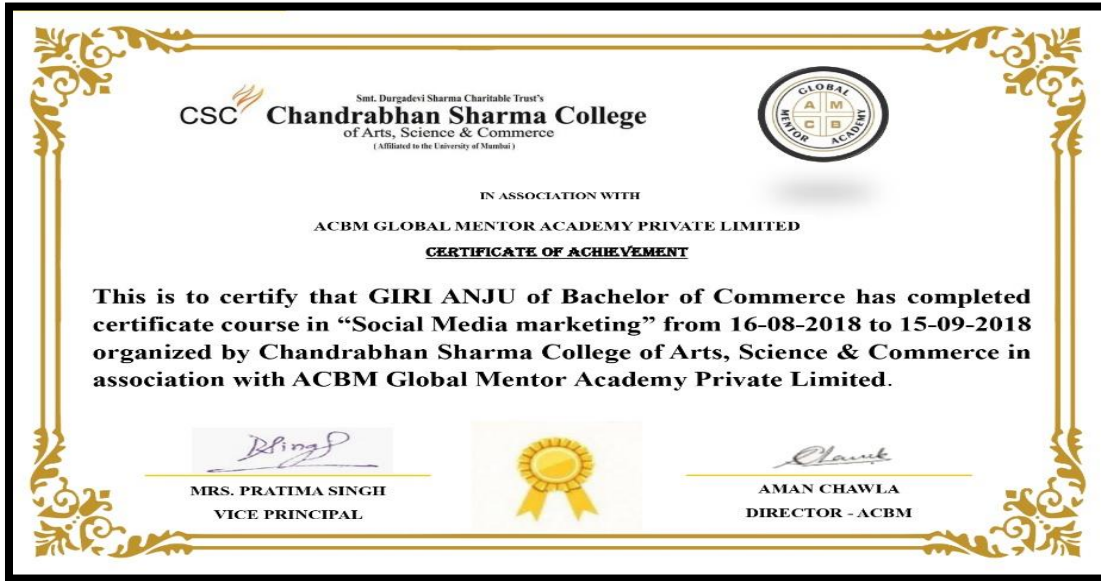 CSC
Smt. Durgadevi Sharma Charitable Trust's
Chandrabhan Sharma College
of Arts, Science & Commerce
( Affiliated to the University of Mumbai )
GLOBAL
MENTOR ACADEMY
A M
C B
IN ASSOCIATION WITH
ACBM GLOBAL MENTOR ACADEMY PRIVATE LIMITED
CERTIFICATE OF ACHIEVEMENT
This is to certify that GIRI ANJU of Bachelor of Commerce has completed
certificate course in “Social Media marketing” from 16-08-2018 to 15-09-2018
organized by Chandrabhan Sharma College of Arts, Science & Commerce in
association with ACBM Global Mentor Academy Private Limited.
MRS. PRATIMA SINGH
VICE PRINCIPAL
AMAN CHAWLA
DIRECTOR - ACBM